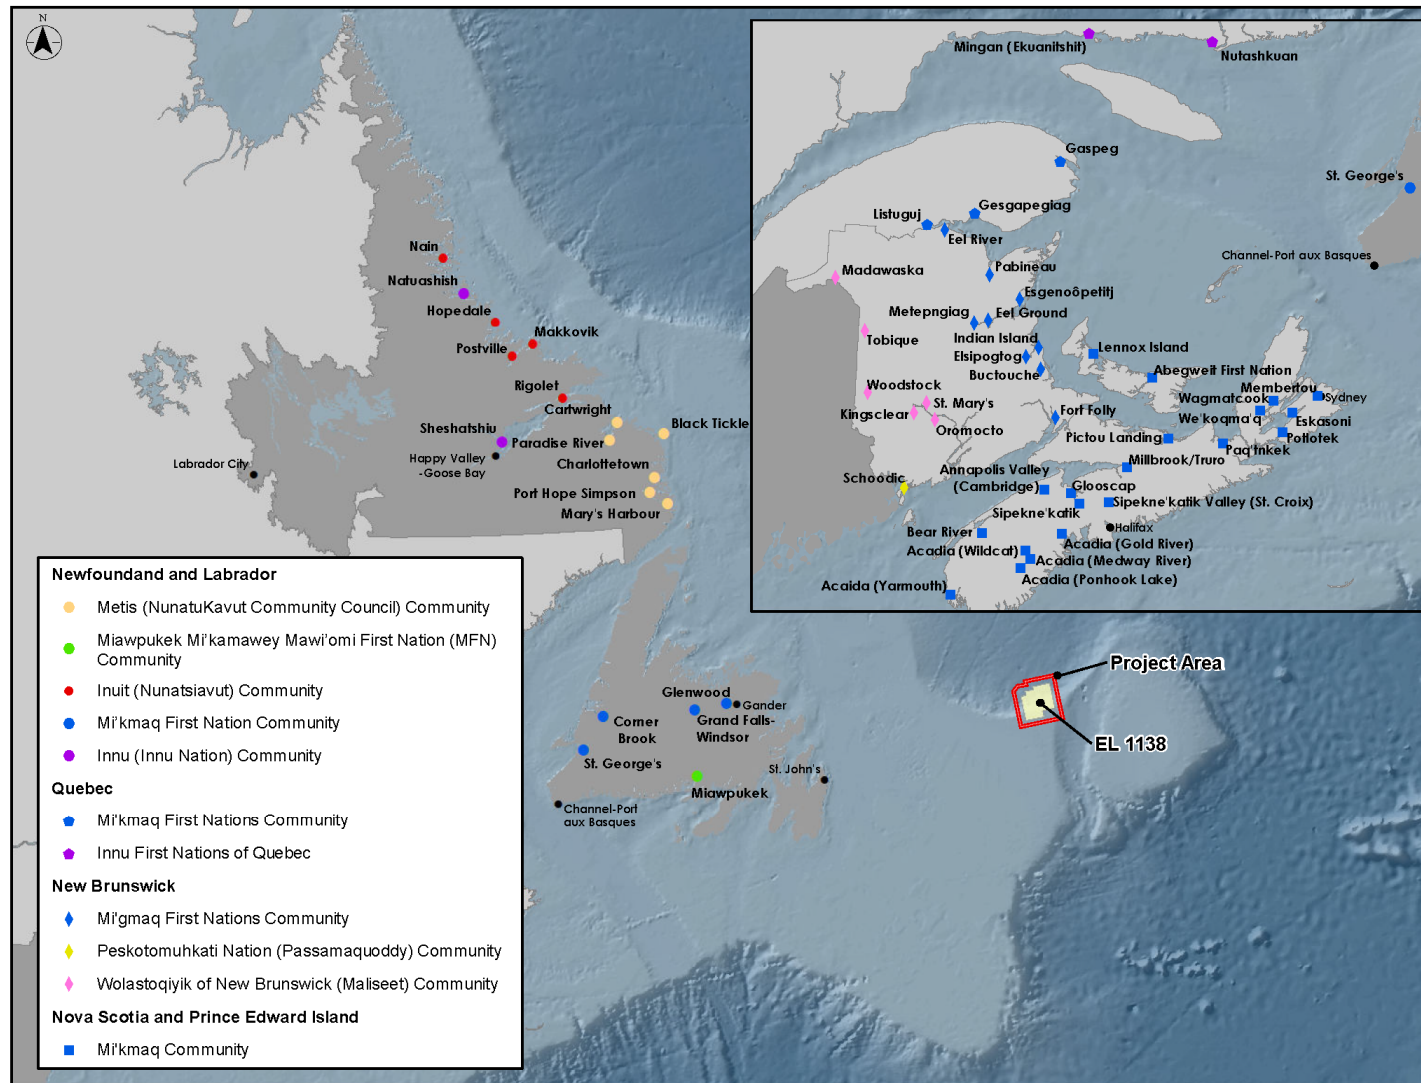 N
Nain
Natuashish
Hopedale
Makkovik
Postville
Rigolet
Cartwright
Black Tickle
Sheshatshiu
Paradise River
Happy Valley
-Goose Bay
Charlottetown
Labrador City
Port Hope Simpson
Mary's Harbour
Mingan (Ekuanitshit)
Nutashkuan
Gaspeg
St. George's
Gesgapegiag
Listuguj
Eel River
Channel-Port aux Basques
Madawaska
Pabineau
Esgenoôpetitj
Metepngiag
Eel Ground
Tobique
Indian Island
Lennox Island
Elsipogtog
Abegweit First Nation
Buctouche
Woodstock
Membertou
Wagmatcook
Sydney
St. Mary's
Kingsclear
Fort Folly
We'koqma'q
Eskasoni
Oromocto
Potlotek
Pictou Landing
Paq'tnkek
Millbrook/Truro
Schoodic
Annapolis Valley
(Cambridge)
Glooscap
Sipekne'katik Valley (St. Croix)
Sipekne'katik
Halifax
Bear River
Acadia (Gold River)
Acadia (Wildcat)
Acadia (Medway River)
Acadia (Ponhook Lake)
Acaida (Yarmouth)
Project Area
EL 1138
Glenwood
Gander
Corner
Brook
Grand Falls-
Windsor
St. George's
St. John's
Miawpukek
Channel-Port
aux Basques
Newfoundand and Labrador
Metis (NunatuKavut Community Council) Community
Miawpukek Mi'kamawey Mawi'omi First Nation (MFN)
Community
Inuit (Nunatsiavut) Community
Mi'kmaq First Nation Community
Innu (Innu Nation) Community
Quebec
Mi'kmaq First Nations Community
Innu First Nations of Quebec
New Brunswick
Mi'gmaq First Nations Community
Peskotomuhkati Nation (Passamaquoddy) Community
Wolastoqiyik of New Brunswick (Maliseet) Community
Nova Scotia and Prince Edward Island
Mi'kmaq Community